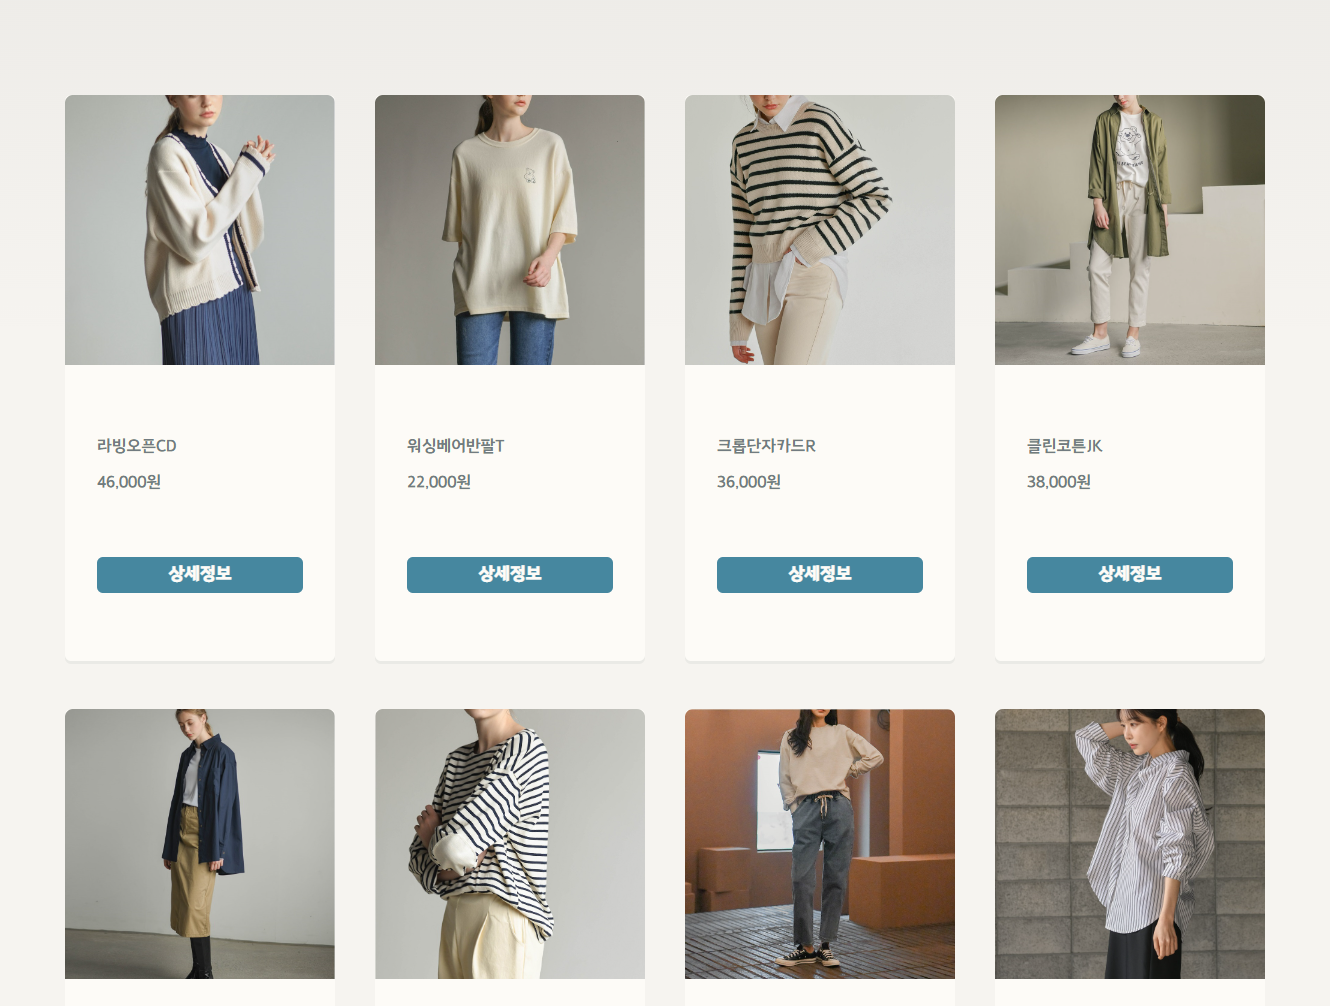 라빙오픈CD
46,000원
상세정보
워싱베어반팔T
22,000원
상세정보
크롭단자카드R
36,000원
상세정보
클린코튼JK
38,000원
상세정보